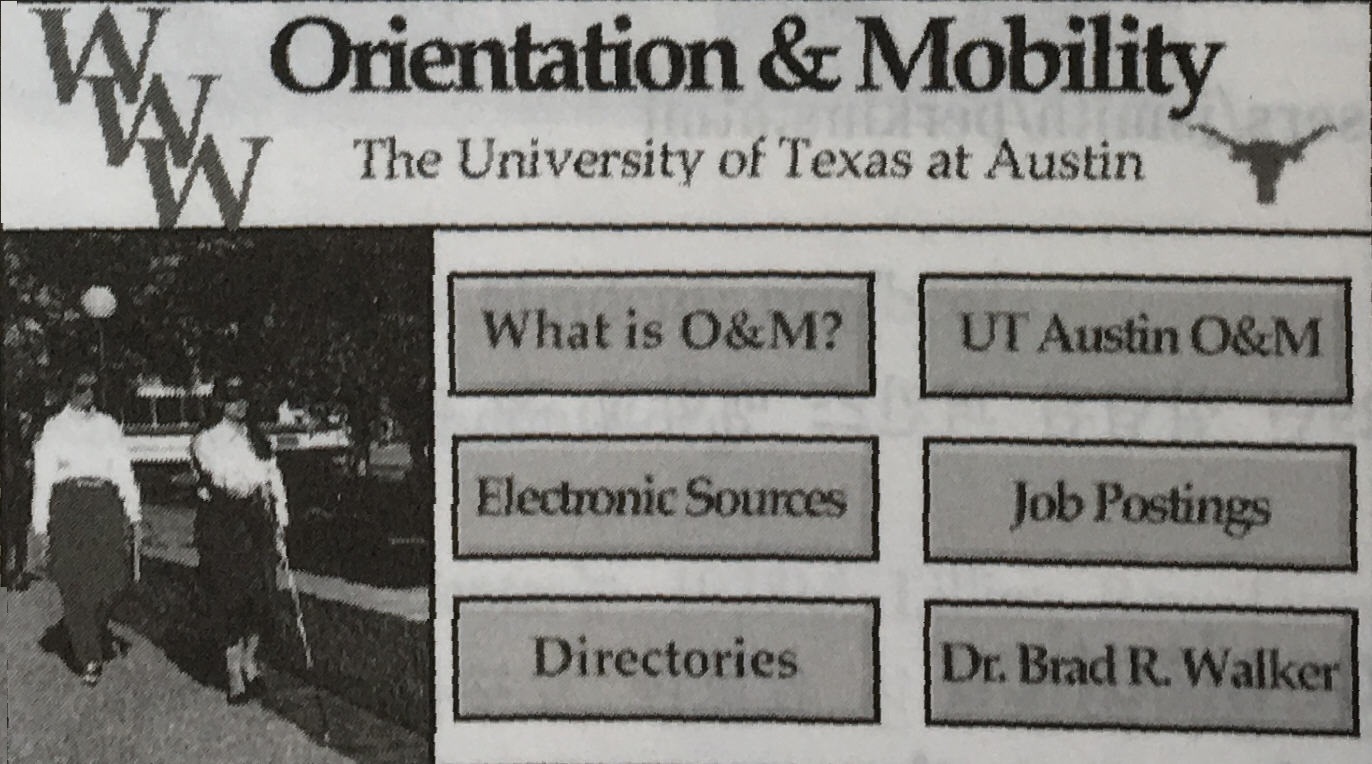 WWW
Orientation & Mobility
The University of Texas at Austin
What is O&M?
UT Austin O&M
Electronic Sources
Job Postings
Directories
Dr. Brad R. Walker